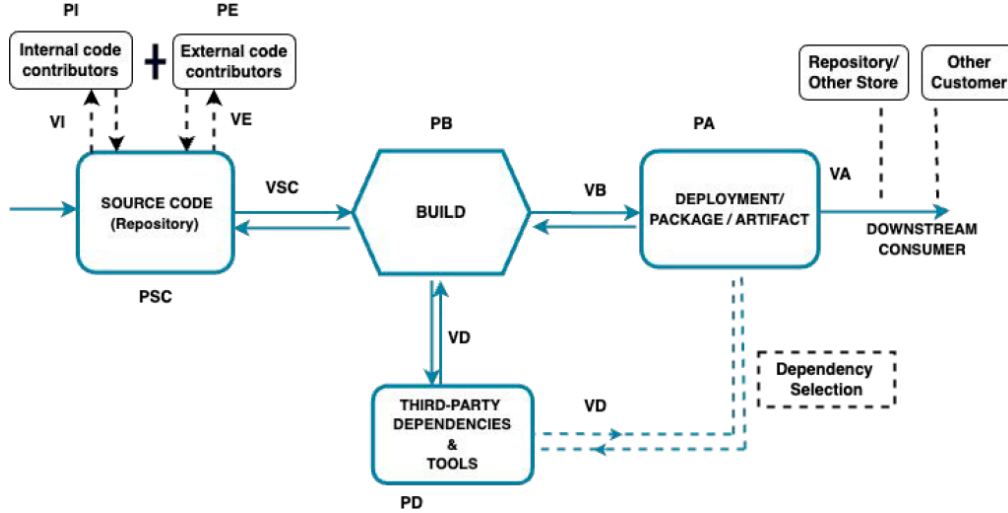 PI
PE
Internal code
contributors
External code
contributors
Repository/
Other Store
Other
Customer
VI
VE
PB
PA
SOURCE CODE
(Repository)
VSC
BUILD
VB
DEPLOYMENT/
PACKAGE / ARTIFACT
VA
DOWNSTREAM
CONSUMER
PSC
VD
THIRD-PARTY
DEPENDENCIES
&
TOOLS
VD
Dependency
Selection
PD